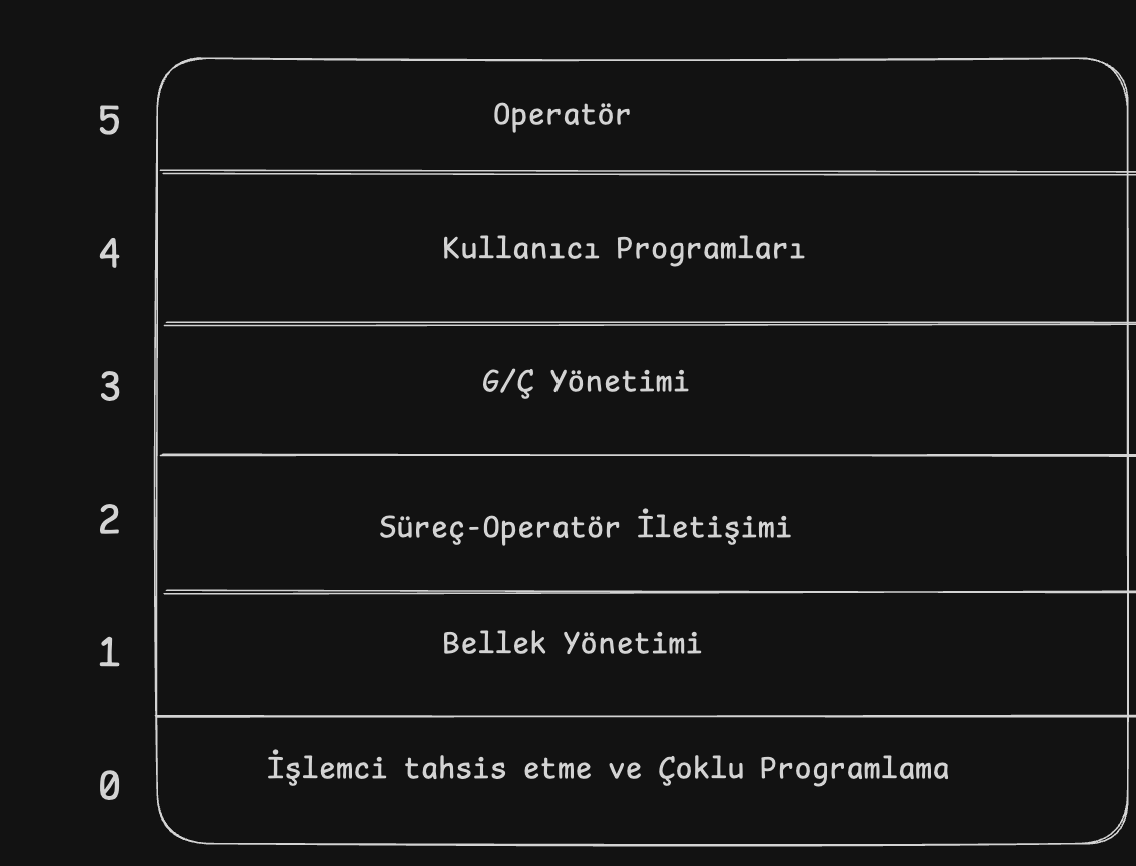 5 Operatör
4 Kullanıcı Programları
3 G/Ç Yönetimi
2 Süreç-Operatör İletişimi
1 Bellek Yönetimi
0 İşlemci tahsis etme ve Çoklu Programlama